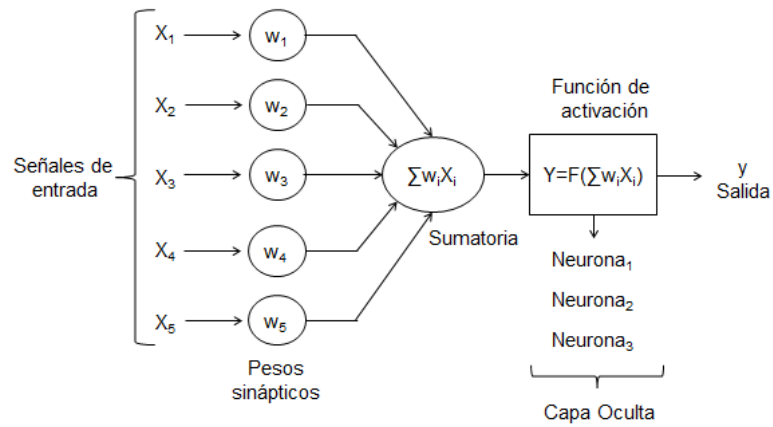 X₁
w₁
X₂
w₂
X₃
w₃
X₄
w₄
X₅
w₅
Señales de
entrada
Pesos
sinápticos
∑wᵢXᵢ
Sumatoria
Función de
activación
Y=F(∑wᵢXᵢ)
y
Salida
Neurona₁
Neurona₂
Neurona₃
Capa Oculta